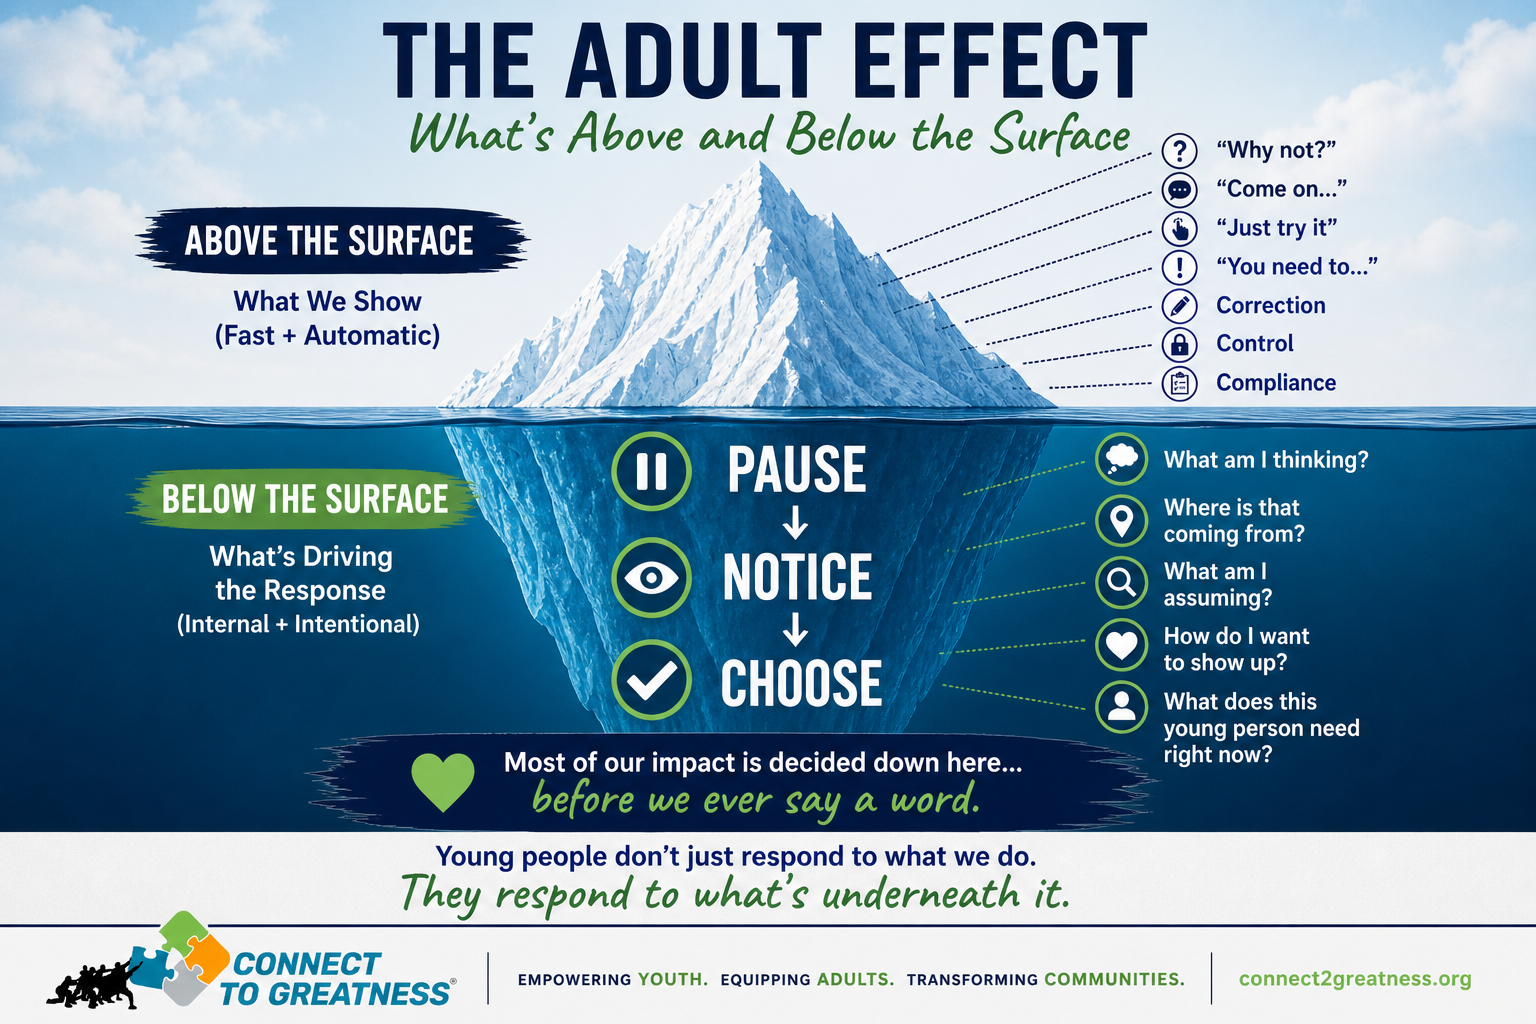 THE ADULT EFFECT
What's Above and Below the Surface
ABOVE THE SURFACE
What We Show
(Fast + Automatic)
"Why not?"
"Come on..."
"Just try it"
"You need to..."
Correction
Control
Compliance
BELOW THE SURFACE
What's Driving
the Response
(Internal + Intentional)
PAUSE
↓
NOTICE
↓
CHOOSE
What am I thinking?
Where is that
coming from?
What am I
assuming?
How do I want
to show up?
What does this
young person need
right now?
Most of our impact is decided down here...
before we ever say a word.
Young people don't just respond to what we do.
They respond to what's underneath it.
CONNECT
TO GREATNESS®
EMPOWERING YOUTH. EQUIPPING ADULTS. TRANSFORMING COMMUNITIES.
connect2greatness.org